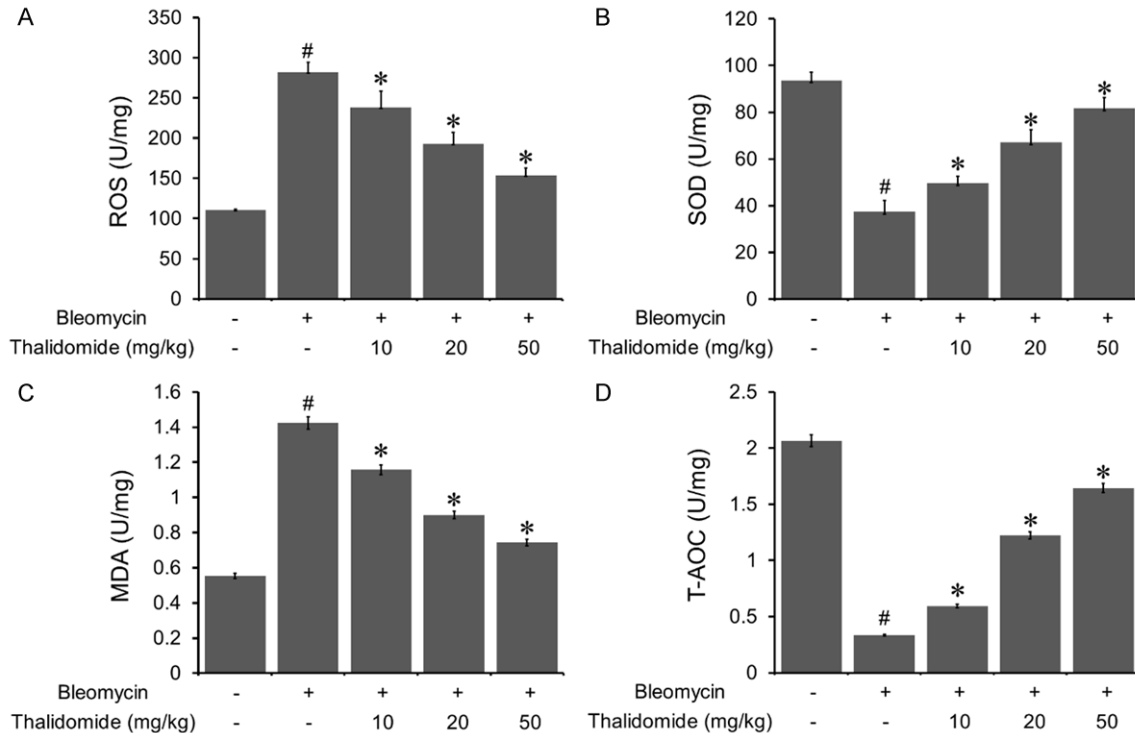 A
ROS (U/mg)
350
300
250
200
150
100
50
0
#
*
*
*
Bleomycin - + + + +
Thalidomide (mg/kg) - - 10 20 50
B
SOD (U/mg)
120
100
80
60
40
20
0
#
*
*
*
Bleomycin - + + + +
Thalidomide (mg/kg) - - 10 20 50
C
MDA (U/mg)
1.6
1.4
1.2
1
0.8
0.6
0.4
0.2
0
#
*
*
*
Bleomycin - + + + +
Thalidomide (mg/kg) - - 10 20 50
D
T-AOC (U/mg)
2.5
2
1.5
1
0.5
0
#
*
*
*
Bleomycin - + + + +
Thalidomide (mg/kg) - - 10 20 50